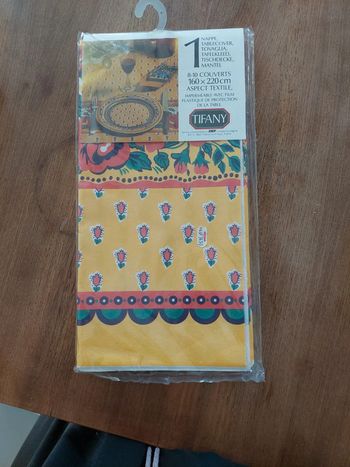 1
NAPPE,
TABLECOVER,
TOVAGLIA,
TAFELKLEED,
TISCHDECKE,
MANTEL
8-10 COUVERTS
160 × 220 cm
ASPECT TEXTILE,
IMPERMEABLE AVEC FILM
PLASTIQUE DE PROTECTION
DE LA TABLE
TIFANY